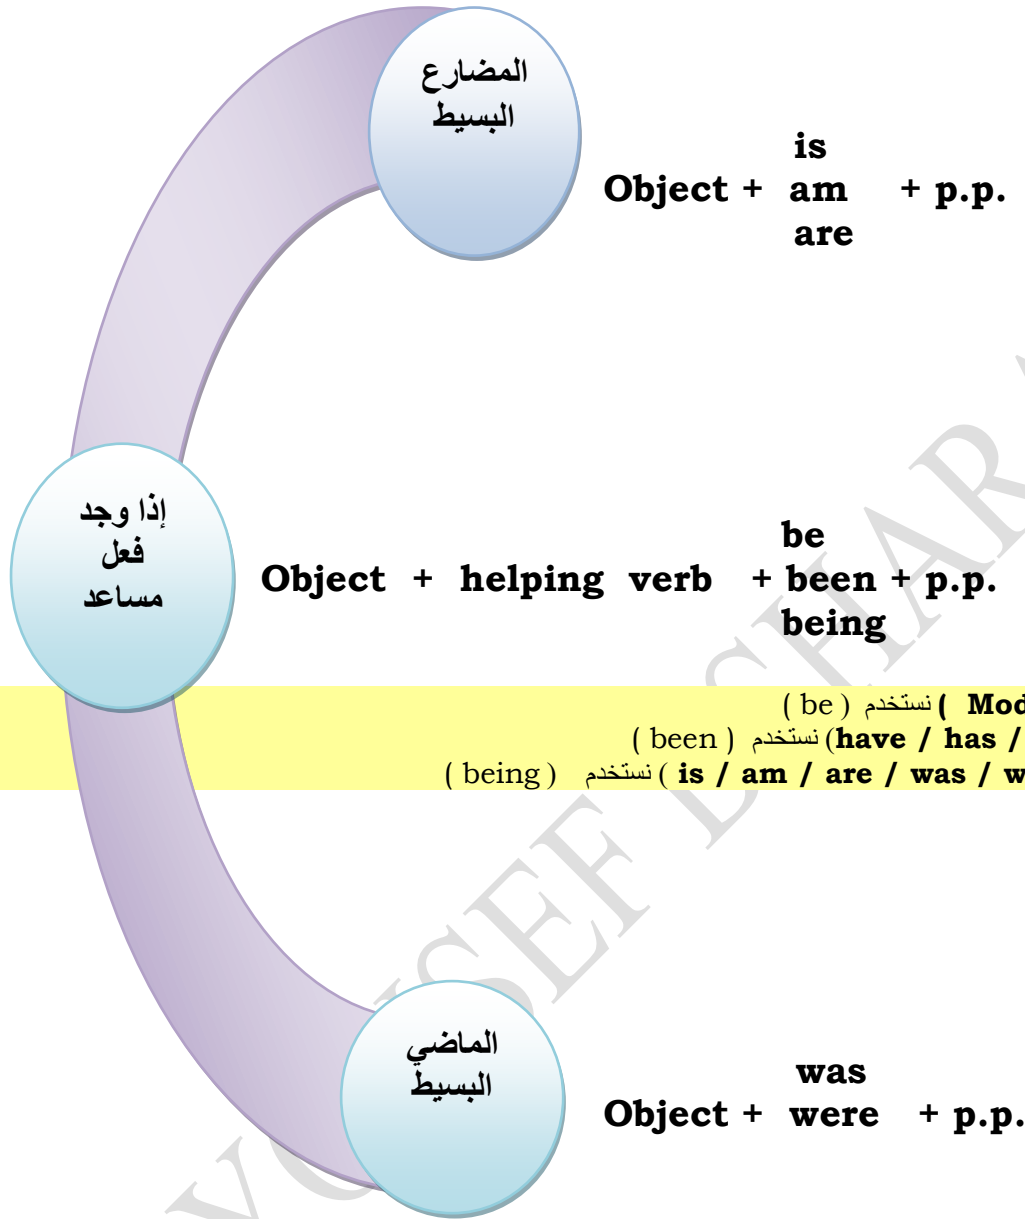 المضارع
البسيط
is
Object + am + p.p.
are
إذا وجد
فعل
مساعد
be
Object + helping verb + been + p.p.
being
) نستخدم ( be )
have / has /) نستخدم ( been )
is / am / are / was /) نستخدم ( being )
الماضي
البسيط
was
Object + were + p.p.